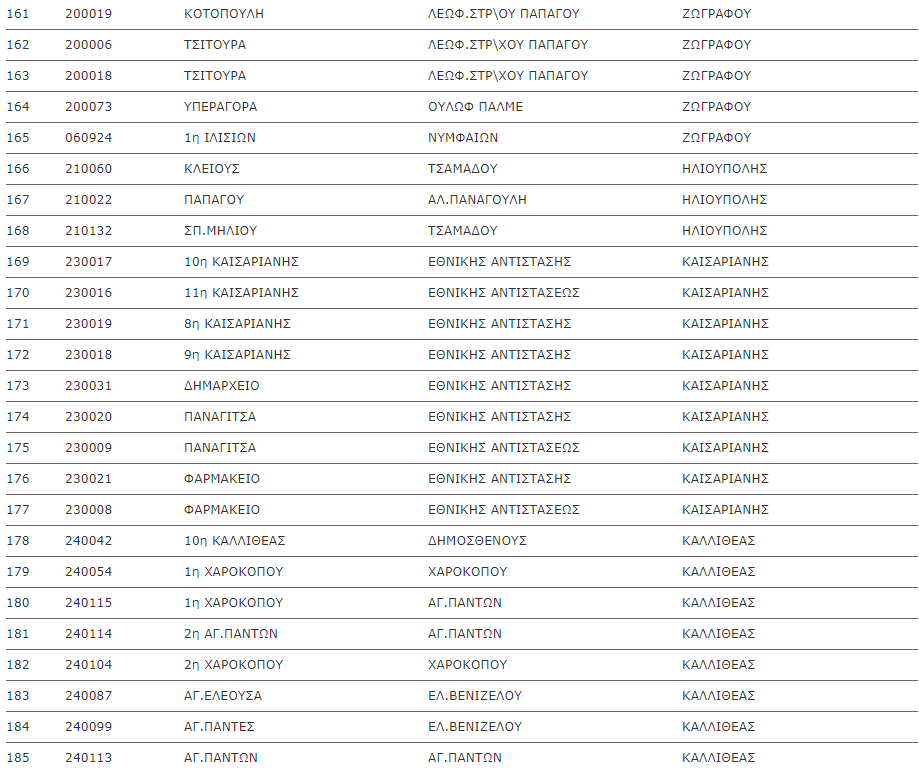 161 200019 ΚΟΤΟΠΟΥΛΗ ΛΕΩΦ.ΣΤΡ\ΟΥ ΠΑΠΑΓΟΥ ΖΩΓΡΑΦΟΥ
162 200006 ΤΣΙΤΟΥΡΑ ΛΕΩΦ.ΣΤΡ\ΧΟΥ ΠΑΠΑΓΟΥ ΖΩΓΡΑΦΟΥ
163 200018 ΤΣΙΤΟΥΡΑ ΛΕΩΦ.ΣΤΡ\ΧΟΥ ΠΑΠΑΓΟΥ ΖΩΓΡΑΦΟΥ
164 200073 ΥΠΕΡΑΓΟΡΑ ΟΥΛΩΦ ΠΑΛΜΕ ΖΩΓΡΑΦΟΥ
165 060924 1η ΙΛΙΣΙΩΝ ΝΥΜΦΑΙΩΝ ΖΩΓΡΑΦΟΥ
166 210060 ΚΛΕΙΟΥΣ ΤΣΑΜΑΔΟΥ ΗΛΙΟΥΠΟΛΗΣ
167 210022 ΠΑΠΑΓΟΥ ΑΛ.ΠΑΝΑΓΟΥΛΗ ΗΛΙΟΥΠΟΛΗΣ
168 210132 ΣΠ.ΜΗΛΙΟΥ ΤΣΑΜΑΔΟΥ ΗΛΙΟΥΠΟΛΗΣ
169 230017 10η ΚΑΙΣΑΡΙΑΝΗΣ ΕΘΝΙΚΗΣ ΑΝΤΙΣΤΑΣΗΣ ΚΑΙΣΑΡΙΑΝΗΣ
170 230016 11η ΚΑΙΣΑΡΙΑΝΗΣ ΕΘΝΙΚΗΣ ΑΝΤΙΣΤΑΣΕΩΣ ΚΑΙΣΑΡΙΑΝΗΣ
171 230019 8η ΚΑΙΣΑΡΙΑΝΗΣ ΕΘΝΙΚΗΣ ΑΝΤΙΣΤΑΣΗΣ ΚΑΙΣΑΡΙΑΝΗΣ
172 230018 9η ΚΑΙΣΑΡΙΑΝΗΣ ΕΘΝΙΚΗΣ ΑΝΤΙΣΤΑΣΗΣ ΚΑΙΣΑΡΙΑΝΗΣ
173 230031 ΔΗΜΑΡΧΕΙΟ ΕΘΝΙΚΗΣ ΑΝΤΙΣΤΑΣΗΣ ΚΑΙΣΑΡΙΑΝΗΣ
174 230020 ΠΑΝΑΓΙΤΣΑ ΕΘΝΙΚΗΣ ΑΝΤΙΣΤΑΣΗΣ ΚΑΙΣΑΡΙΑΝΗΣ
175 230009 ΠΑΝΑΓΙΤΣΑ ΕΘΝΙΚΗΣ ΑΝΤΙΣΤΑΣΕΩΣ ΚΑΙΣΑΡΙΑΝΗΣ
176 230021 ΦΑΡΜΑΚΕΙΟ ΕΘΝΙΚΗΣ ΑΝΤΙΣΤΑΣΗΣ ΚΑΙΣΑΡΙΑΝΗΣ
177 230008 ΦΑΡΜΑΚΕΙΟ ΕΘΝΙΚΗΣ ΑΝΤΙΣΤΑΣΕΩΣ ΚΑΙΣΑΡΙΑΝΗΣ
178 240042 10η ΚΑΛΛΙΘΕΑΣ ΔΗΜΟΣΘΕΝΟΥΣ ΚΑΛΛΙΘΕΑΣ
179 240054 1η ΧΑΡΟΚΟΠΟΥ ΧΑΡΟΚΟΠΟΥ ΚΑΛΛΙΘΕΑΣ
180 240115 1η ΧΑΡΟΚΟΠΟΥ ΑΓ.ΠΑΝΤΩΝ ΚΑΛΛΙΘΕΑΣ
181 240114 2η ΑΓ.ΠΑΝΤΩΝ ΑΓ.ΠΑΝΤΩΝ ΚΑΛΛΙΘΕΑΣ
182 240104 2η ΧΑΡΟΚΟΠΟΥ ΧΑΡΟΚΟΠΟΥ ΚΑΛΛΙΘΕΑΣ
183 240087 ΑΓ.ΕΛΕΟΥΣΑ ΕΛ.ΒΕΝΙΖΕΛΟΥ ΚΑΛΛΙΘΕΑΣ
184 240099 ΑΓ.ΠΑΝΤΕΣ ΕΛ.ΒΕΝΙΖΕΛΟΥ ΚΑΛΛΙΘΕΑΣ
185 240113 ΑΓ.ΠΑΝΤΩΝ ΑΓ.ΠΑΝΤΩΝ ΚΑΛΛΙΘΕΑΣ